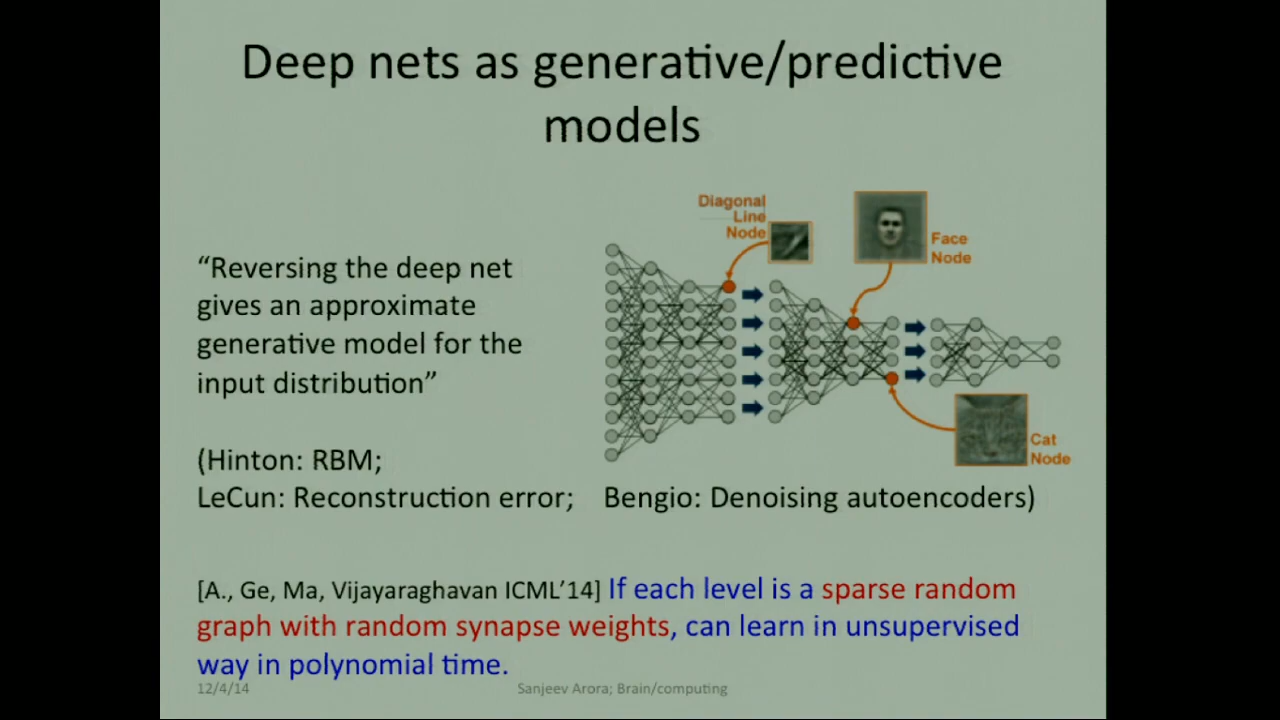 Deep nets as generative/predictive
models
Diagonal
Line
Node
Face
Node
“Reversing the deep net
gives an approximate
generative model for the
input distribution”
Cat
Node
(Hinton: RBM;
LeCun: Reconstruction error; Bengio: Denoising autoencoders)
[A., Ge, Ma, Vijayaraghavan ICML’14] If each level is a sparse random
graph with random synapse weights, can learn in unsupervised
way in polynomial time.
12/4/14 Sanjeev Arora; Brain/computing